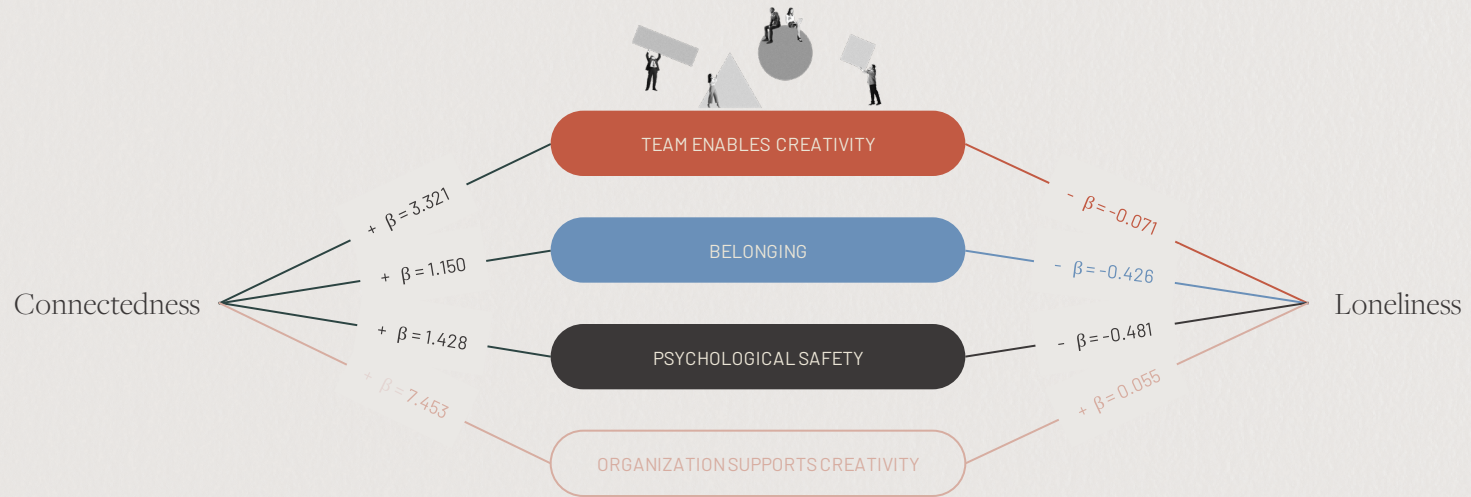 TEAM ENABLES CREATIVITY
+ β = 3.321
- β = -0.071
BELONGING
+ β = 1.150
- β = -0.426
Connectedness
Loneliness
+ β = 1.428
- β = -0.481
PSYCHOLOGICAL SAFETY
+ β = 7.453
+ β = 0.055
ORGANIZATION SUPPORTS CREATIVITY